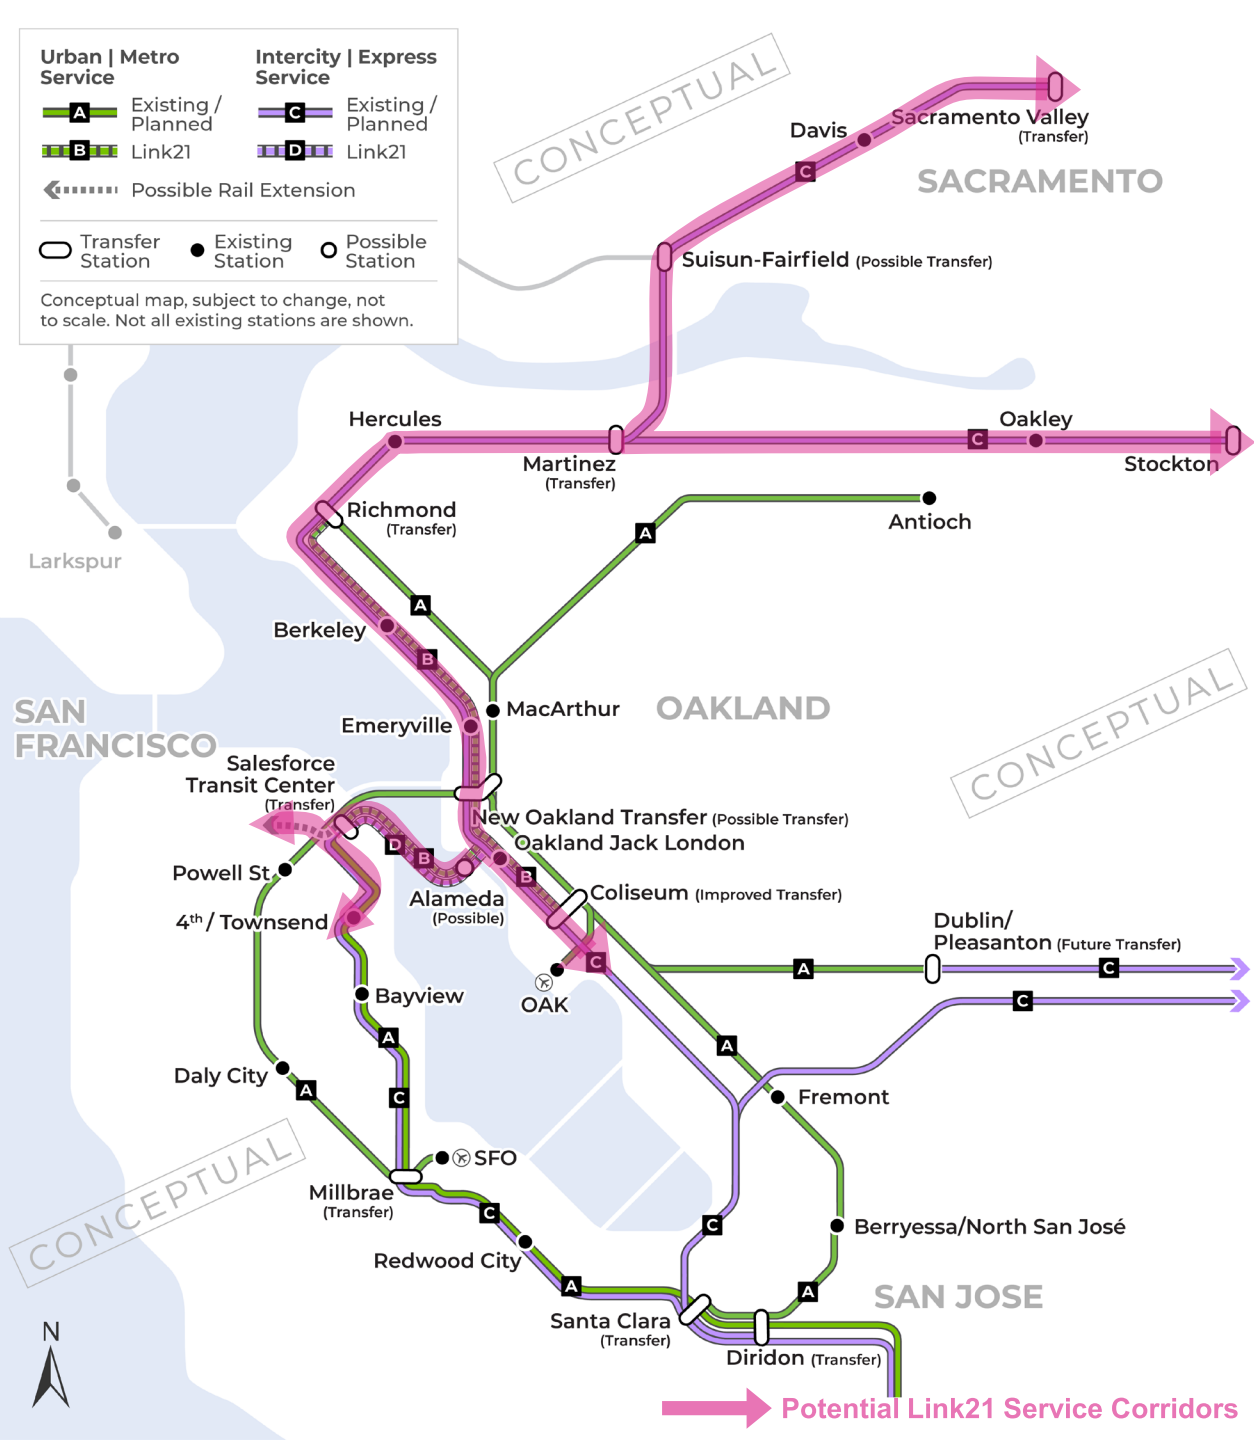 Urban | Metro
Service
Intercity | Express
Service
A
Existing /
Planned
C
Existing /
Planned
B
Link21
D
Link21
Possible Rail Extension
Transfer
Station
Existing
Station
Possible
Station
Conceptual map, subject to change, not
to scale. Not all existing stations are shown.
CONCEPTUAL
Davis
Sacramento Valley
(Transfer)
C
SACRAMENTO
Suisun-Fairfield (Possible Transfer)
Hercules
Oakley
C
Martinez
(Transfer)
Stockton
Richmond
(Transfer)
Antioch
A
Larkspur
A
Berkeley
B
CONCEPTUAL
SAN
FRANCISCO
MacArthur
OAKLAND
Emeryville
Salesforce
Transit Center
(Transfer)
New Oakland Transfer (Possible Transfer)
Oakland Jack London
D
B
B
Powell St
Alameda
(Possible)
Coliseum (Improved Transfer)
4th / Townsend
Dublin/
Pleasanton (Future Transfer)
C
A
C
OAK
Bayview
C
A
A
Daly City
A
C
Fremont
CONCEPTUAL
SFO
Millbrae
(Transfer)
C
C
Berryessa/North San José
Redwood City
A
A
SAN JOSE
Santa Clara
(Transfer)
N
Diridon (Transfer)
Potential Link21 Service Corridors